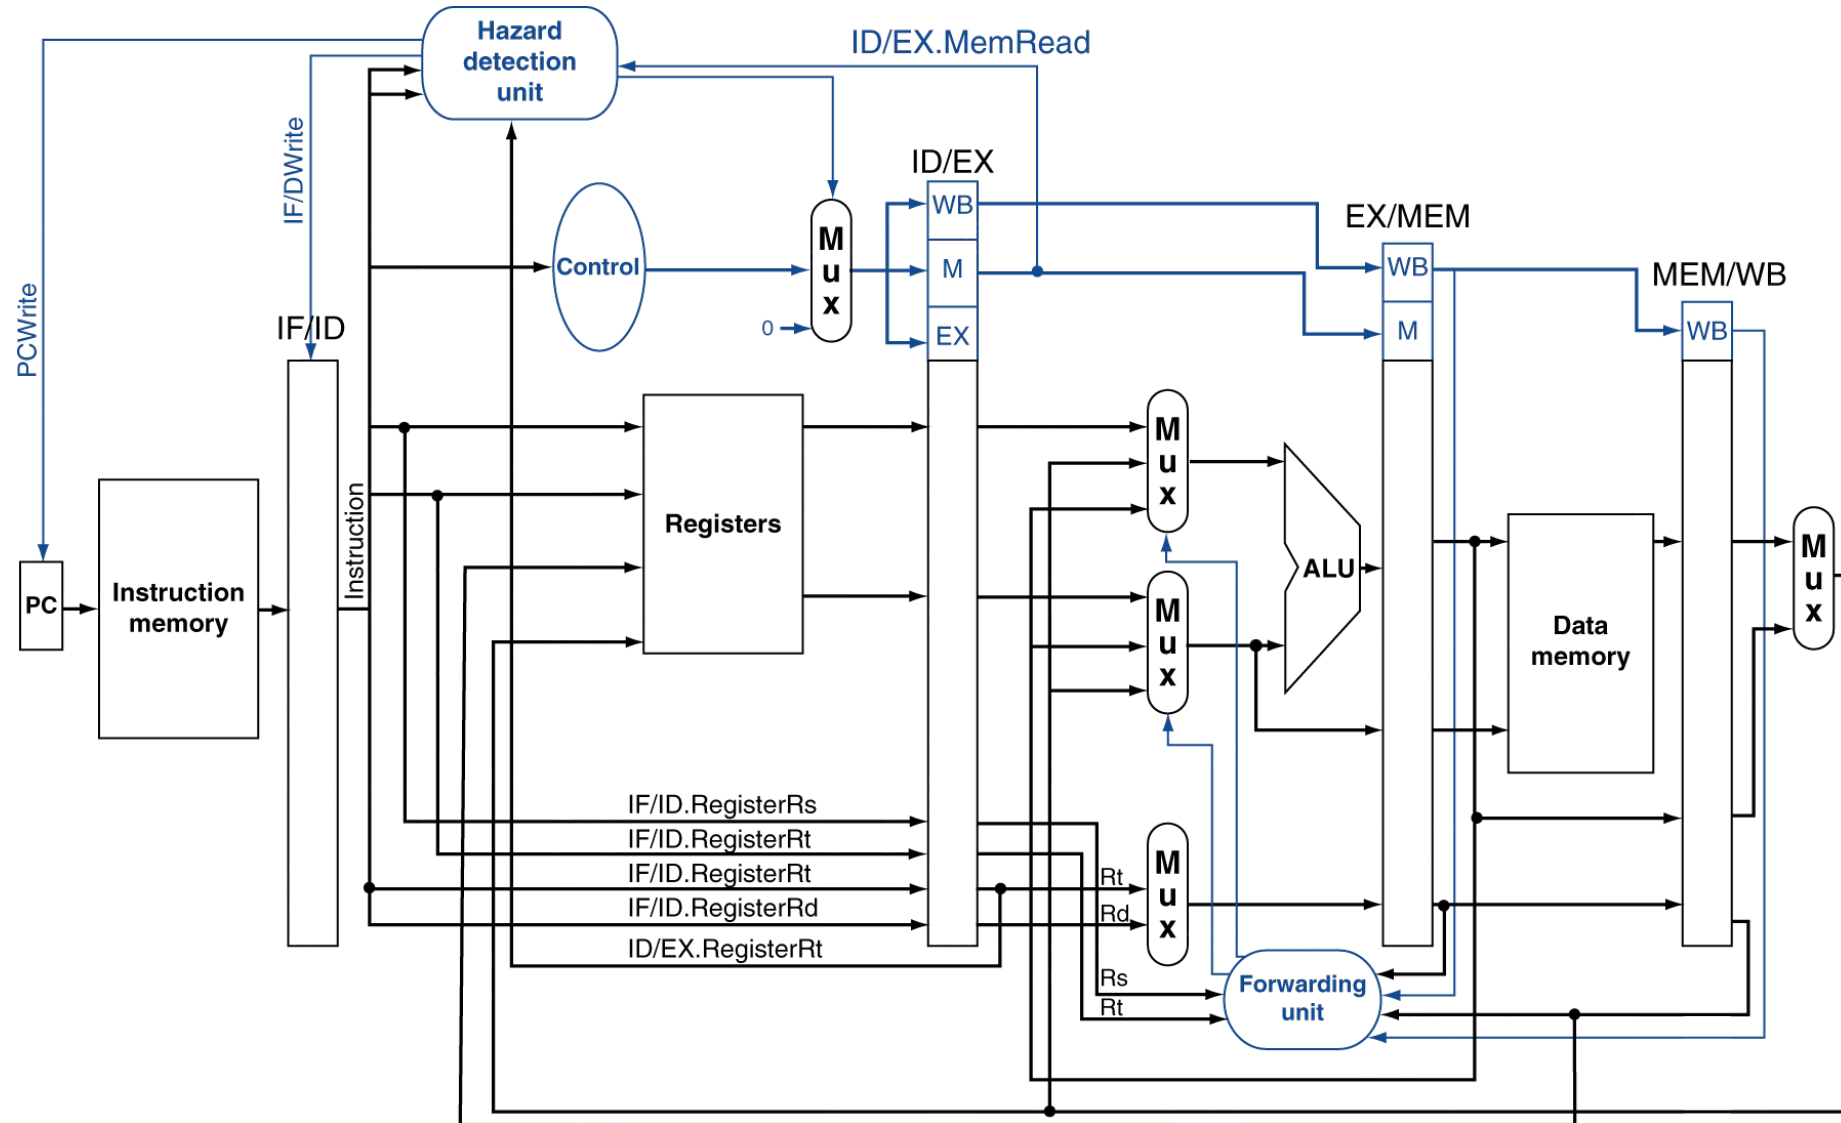 Hazard
detection
unit
ID/EX.MemRead
IF/DWrite
PCWrite
ID/EX
WB
M
EX
Control
M
u
x
0
EX/MEM
WB
M
MEM/WB
WB
IF/ID
PC
Instruction
memory
Instruction
Registers
M
u
x
M
u
x
ALU
Data
memory
M
u
x
IF/ID.RegisterRs
IF/ID.RegisterRt
IF/ID.RegisterRt
IF/ID.RegisterRd
ID/EX.RegisterRt
Rt
Rd
M
u
x
Rs
Rt
Forwarding
unit